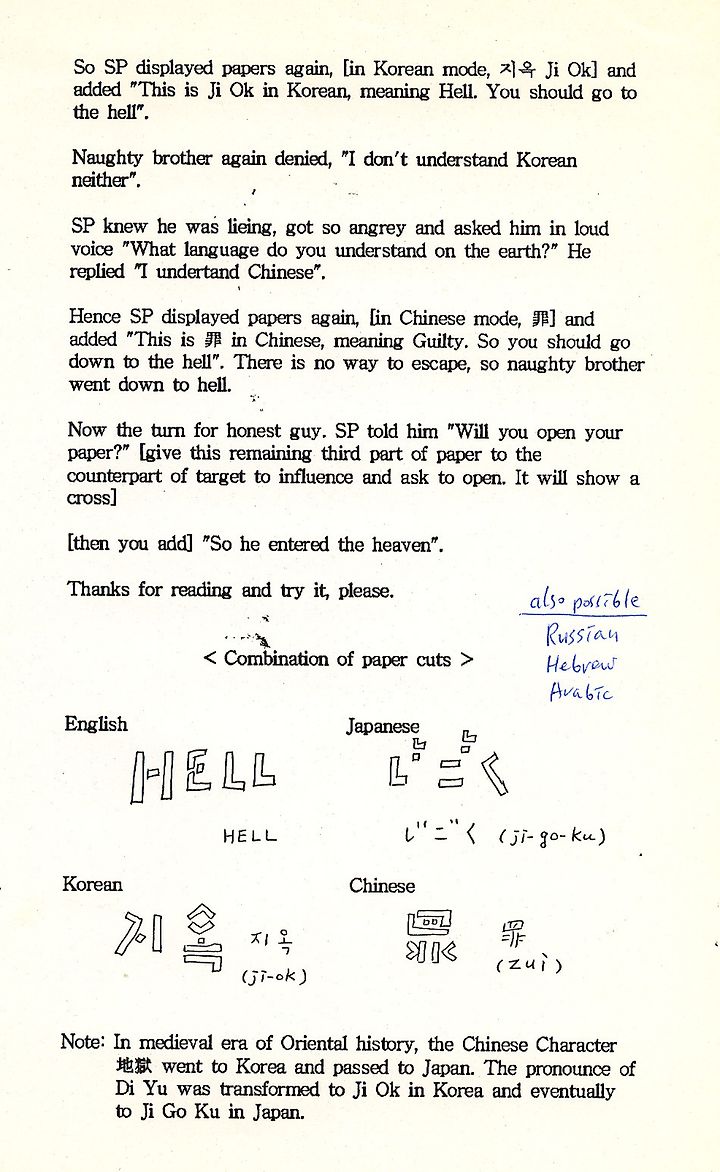 So SP displayed papers again, [in Korean mode, 지옥 Ji Ok] and
added "This is Ji Ok in Korean, meaning Hell. You should go to
the hell".
Naughty brother again denied, "I don't understand Korean
neither".
SP knew he was lieing, got so angrey and asked him in loud
voice "What language do you understand on the earth?" He
replied "I undertand Chinese".
Hence SP displayed papers again, [in Chinese mode, 罪] and
added "This is 罪 in Chinese, meaning Guilty. So you should go
down to the hell". There is no way to escape, so naughty brother
went down to hell.
Now the turn for honest guy. SP told him "Will you open your
paper?" [give this remaining third part of paper to the
counterpart of target to influence and ask to open. It will show a
cross]
[then you add] "So he entered the heaven".
Thanks for reading and try it, please.
also possible
Russian
Hebrew
Arabic
< Combination of paper cuts >
English
HELL
HELL
Japanese
じごく
じごく (ji-go-ku)
Korean
지옥
지옥
(ji-ok)
Chinese
罪
罪
(zuì)
Note: In medieval era of Oriental history, the Chinese Character
地獄 went to Korea and passed to Japan. The pronounce of
Di Yu was transformed to Ji Ok in Korea and eventually
to Ji Go Ku in Japan.